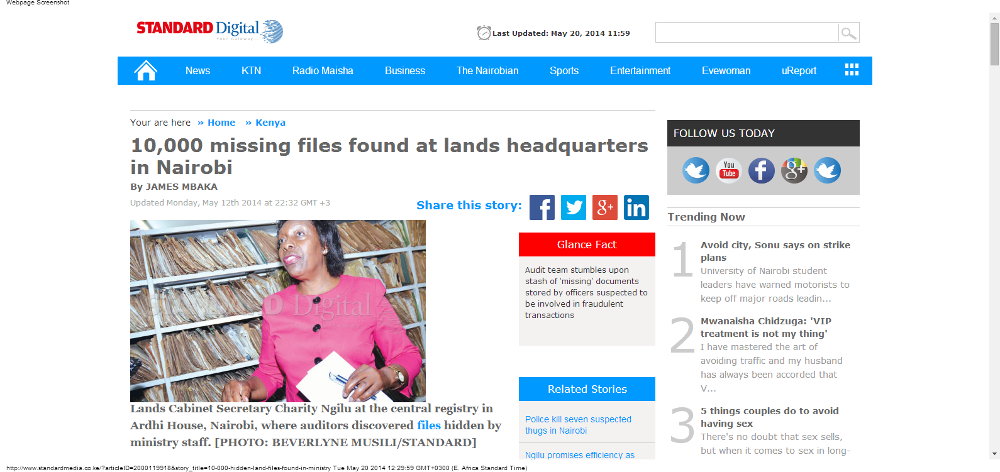 Webpage Screenshot
STANDARD Digital
Your Gateway...
Last Updated: May 20, 2014 11:59
News KTN Radio Maisha Business The Nairobian Sports Entertainment Evewoman uReport
Your are here » Home » Kenya
10,000 missing files found at lands headquarters
in Nairobi
By JAMES MBAKA
Updated Monday, May 12th 2014 at 22:32 GMT +3
Share this story:
STANDARD Digital
Lands Cabinet Secretary Charity Ngilu at the central registry in
Ardhi House, Nairobi, where auditors discovered files hidden by
ministry staff. [PHOTO: BEVERLYNE MUSILI/STANDARD]
Glance Fact
Audit team stumbles upon
stash of ‘missing’ documents
stored by officers suspected to
be involved in fraudulent
transactions
Related Stories
Police kill seven suspected
thugs in Nairobi
Ngilu promises efficiency as
FOLLOW US TODAY
You
Tube
Trending Now
1
Avoid city, Sonu says on strike
plans
University of Nairobi student
leaders have warned motorists to
keep off major roads leadin...
2
Mwanaisha Chidzuga: 'VIP
treatment is not my thing'
I have mastered the art of
avoiding traffic and my husband
has always been accorded that
V...
3
5 things couples do to avoid
having sex
There's no doubt that sex sells,
but when it comes to sex in long-
http://www.standardmedia.co.ke/?articleID=2000119918&story_title=10-000-hidden-land-files-found-in-ministry Tue May 20 2014 12:29:59 GMT+0300 (E. Africa Standard Time)